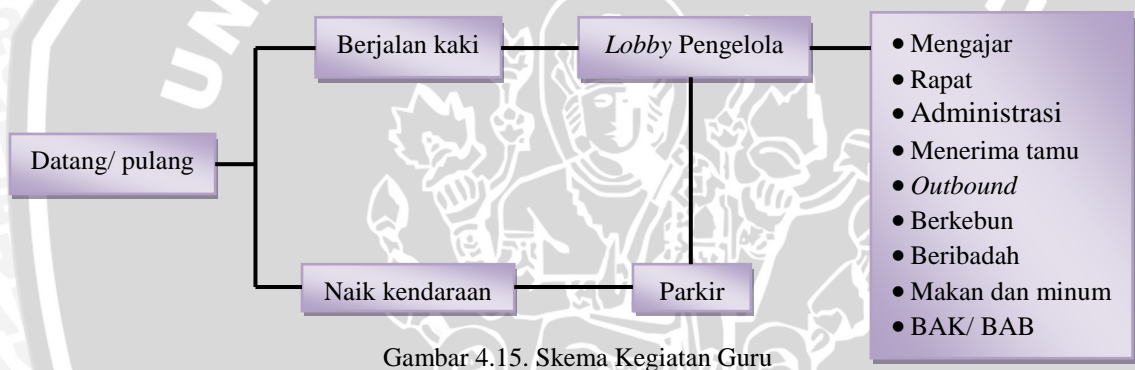 UN
Berjalan kaki
Lobby Pengelola
Datang/ pulang
Naik kendaraan
Parkir
• Mengajar
• Rapat
• Administrasi
• Menerima tamu
• Outbound
• Berkebun
• Beribadah
• Makan dan minum
• BAK/ BAB
Gambar 4.15. Skema Kegiatan Guru